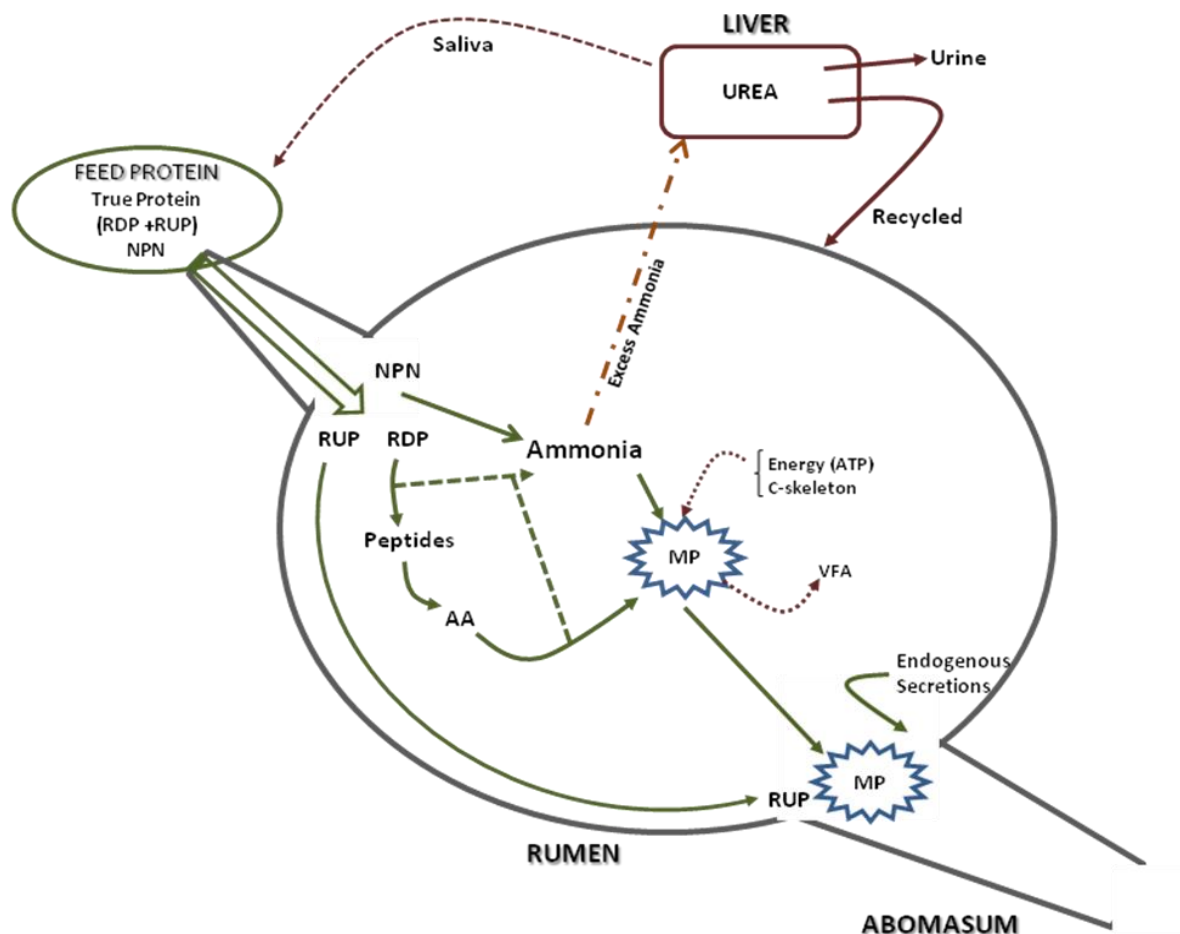 LIVER
Saliva
Urine
UREA
FEED PROTEIN
True Protein
(RDP +RUP)
NPN
Recycled
Excess Ammonia
NPN
RUP
RDP
Ammonia
Energy (ATP)
C-skeleton
Peptides
MP
VFA
AA
Endogenous
Secretions
MP
RUP
RUMEN
ABOMASUM